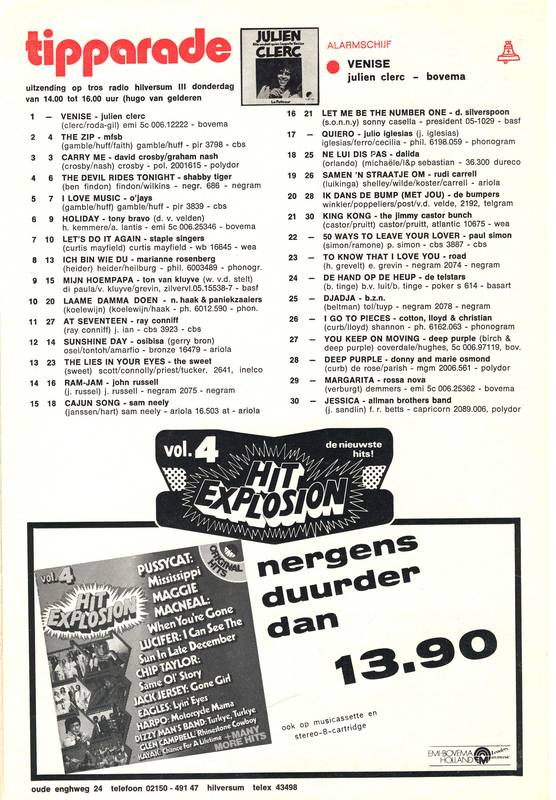 tipparade
uitzending op tros radio hilversum III donderdag
van 14.00 tot 16.00 uur (hugo van gelderen
JULIEN
CLERC
ALARMSCHIJF
VENISE
julien clerc – bovema
1 — VENISE - julien clerc
(clerc/roda-gil) emi 5c 006.12222 - bovema
2 4 THE ZIP - mfsb
(gamble/huff/faith) gamble/huff - pir 3798 - cbs
3 3 CARRY ME - david crosby/graham nash
(crosby/nash) crosby - pol. 2001615 - polydor
4 6 THE DEVIL RIDES TONIGHT - shabby tiger
(ben findon) findon/wilkins - negr. 686 - negram
5 7 I LOVE MUSIC - o'jays
(gamble/huff) gamble/huff - pir 3839 - cbs
6 9 HOLIDAY - tony bravo (d. v. velden)
h. kemmere/a. lantis - emi 5c 006.25346 - bovema
7 10 LET'S DO IT AGAIN - staple singers
(curtis mayfield) curtis mayfield - wb 16645 - wea
8 13 ICH BIN WIE DU - marianne rosenberg
(heider) heider/heilburg - phil. 6003489 - phonogr.
9 15 MIJN HOEMPAPA - ton van kluyve (w. v.d. stelt)
di paula/v. kluyve/grevin, zilvervl.05.15538-7 - basf
10 20 LAAME DAMMA DOEN - n. haak & paniekzaaiers
(koelewijn) koelewijn/haak - ph. 6012.590 - phon.
11 27 AT SEVENTEEN - ray conniff
(ray conniff) j. ian - cbs 3923 - cbs
12 14 SUNSHINE DAY - osibisa (gerry bron)
osei/tontoh/amarfio - bronze 16479 - ariola
13 23 THE LIES IN YOUR EYES - the sweet
(sweet) scott/connolly/priest/tucker, 2641, inelco
14 16 RAM-JAM - john russell
(j. russel) j. russell - negram 2075 - negram
15 18 CAJUN SONG - sam neely
(janssen/hart) sam neely - ariola 16.503 at - ariola
16 21 LET ME BE THE NUMBER ONE - d. silverspoon
(s.o.n.n.y) sonny casella - president 05-1029 - basf
17 — QUIERO - julio iglesias (j. iglesias)
iglesias/ferro/cecilia - phil. 6198.059 - phonogram
18 25 NE LUI DIS PAS - dalida
(orlando) (michaële/l&p sebastian - 36.300 dureco
19 26 SAMEN 'N STRAATJE OM - rudi carrell
(luikinga) shelley/wilde/koster/carrell - ariola
20 28 IK DANS DE BUMP (MET JOU) - de bumpers
winkler/poppeliers/post/v.d. velde, 2192, telgram
21 30 KING KONG - the jimmy castor bunch
(castor/pruitt) castor/pruitt, atlantic 10675 - wea
22 — 50 WAYS TO LEAVE YOUR LOVER - paul simon
(simon/ramone) p. simon - cbs 3887 - cbs
23 — TO KNOW THAT I LOVE YOU - road
(h. grevelt) e. grevin - negram 2074 - negram
24 — DE HAND OP DE HEUP - de telstars
(b. tinge) b.v. luit/b. tinge - poker s 614 - basart
25 — DJADJA - b.z.n.
(beltman) tol/tuyp - negram 2078 - negram
26 — I GO TO PIECES - cotton, lloyd & christian
(curb/lloyd) shannon - ph. 6162.063 - phonogram
27 — YOU KEEP ON MOVING - deep purple (birch &
deep purple) coverdale/hughes, 5c 006.97119, bov.
28 — DEEP PURPLE - donny and marie osmond
(curb) de rose/parish - mgm 2006.561 - polydor
29 — MARGARITA - rossa nova
(verburgt) demmers - emi 5c 006.25362 - bovema
30 — JESSICA - allman brothers band
(j. sandlin) f. r. betts - capricorn 2089.006, polydor
vol. 4
de nieuwste
hits!
HIT
EXPLOSION
vol. 4
HIT
EXPLOSION
ORIGINAL
HITS
PUSSYCAT:
Mississippi
MAGGIE
MACNEAL:
When You're Gone
LUCIFER: I Can See The
Sun In Late December
CHIP TAYLOR:
Same Ol' Story
JACK JERSEY: Gone Girl
EAGLES: Lyin' Eyes
HARPO: Motorcycle Mama
DIZZY MAN'S BAND: Turkye, Turkye
GLEN CAMPBELL: Rhinestone Cowboy
KAYAK: Chance For A Lifetime
+MANY
MORE HITS
nergens
duurder
dan
13.90
ook op musicassette en
stereo-8-cartridge
EMI-BOVEMA
HOLLAND
EMI
oude enghweg 24 telefoon 02150 - 491 47 hilversum telex 43498